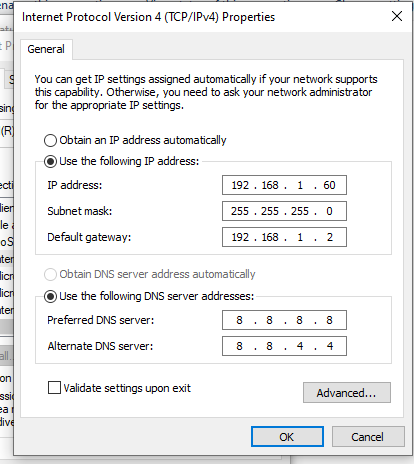 Internet Protocol Version 4 (TCP/IPv4) Properties
General
You can get IP settings assigned automatically if your network supports
this capability. Otherwise, you need to ask your network administrator
for the appropriate IP settings.
Obtain an IP address automatically
Use the following IP address:
IP address: 192 . 168 . 1 . 60
Subnet mask: 255 . 255 . 255 . 0
Default gateway: 192 . 168 . 1 . 2
Obtain DNS server address automatically
Use the following DNS server addresses:
Preferred DNS server: 8 . 8 . 8 . 8
Alternate DNS server: 8 . 8 . 4 . 4
Validate settings upon exit
Advanced...
OK Cancel